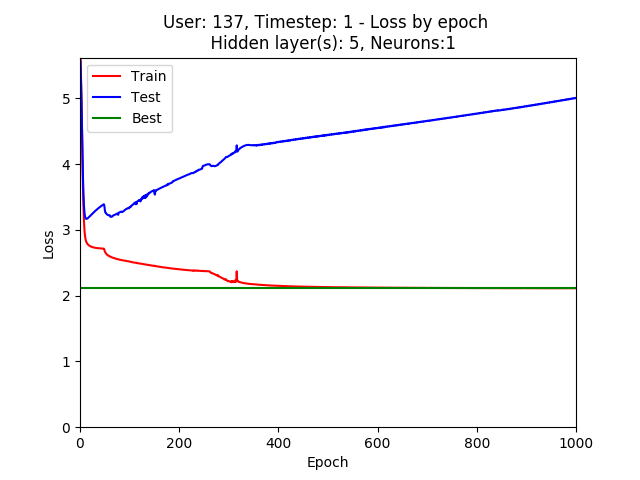 User: 137, Timestep: 1 - Loss by epoch
Hidden layer(s): 5, Neurons:1
Train
Test
Best
5
4
3
2
1
0
Loss
0
200
400
600
800
1000
Epoch